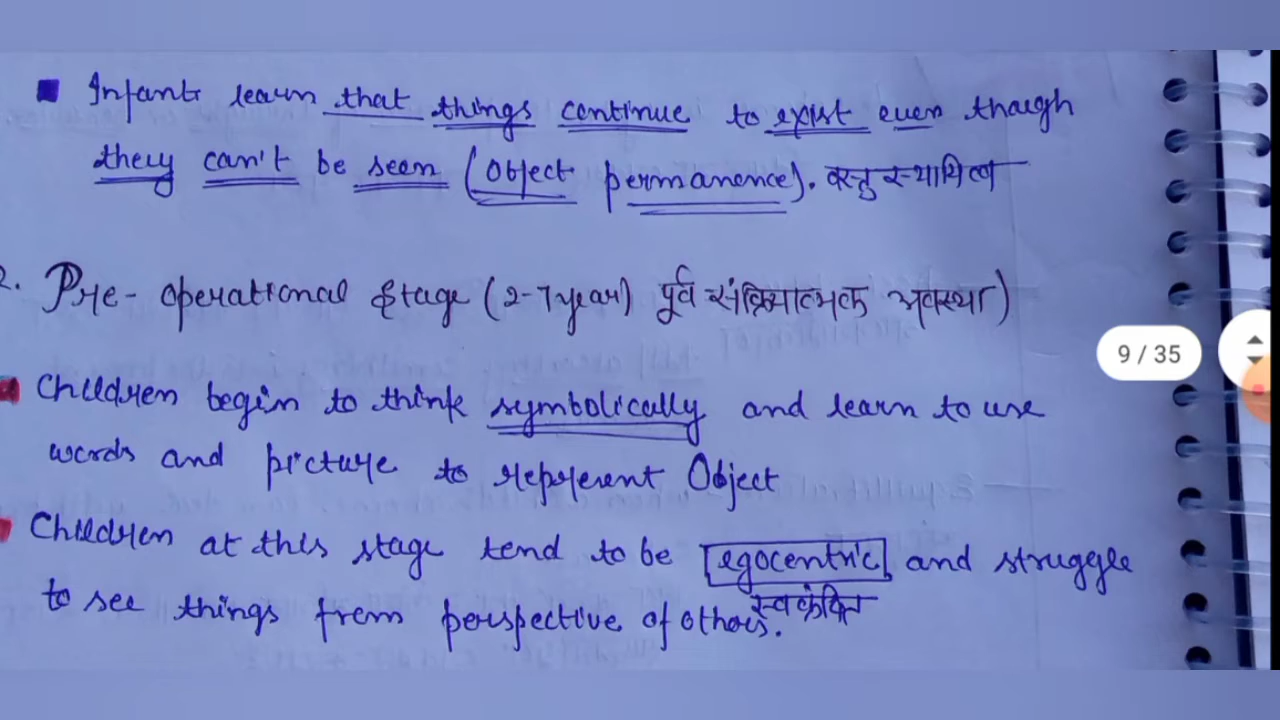 Infants learn that things continue to exist even though
they can't be seen (Object permanence). वस्तु स्थायित्व
2. Pre-operational Stage (2-7 year) पूर्व संक्रियात्मक अवस्था)
9 / 35
Children begin to think symbolically and learn to use
words and picture to represent Object
Children at this stage tend to be egocentric and struggle
स्वकेंद्रित
to see things from perspective of others.